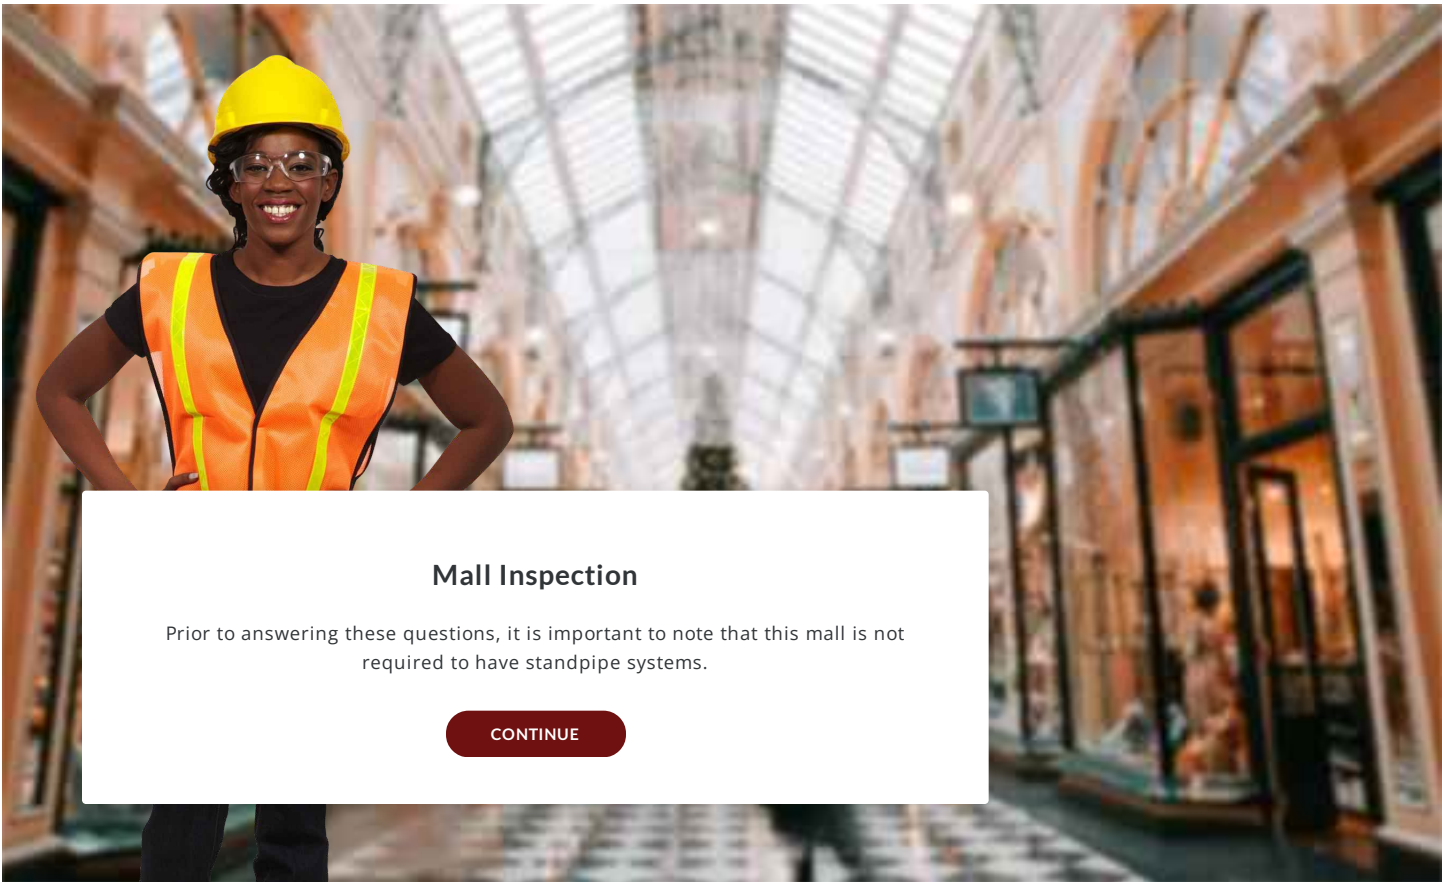 Mall Inspection
Prior to answering these questions, it is important to note that this mall is not
required to have standpipe systems.
CONTINUE